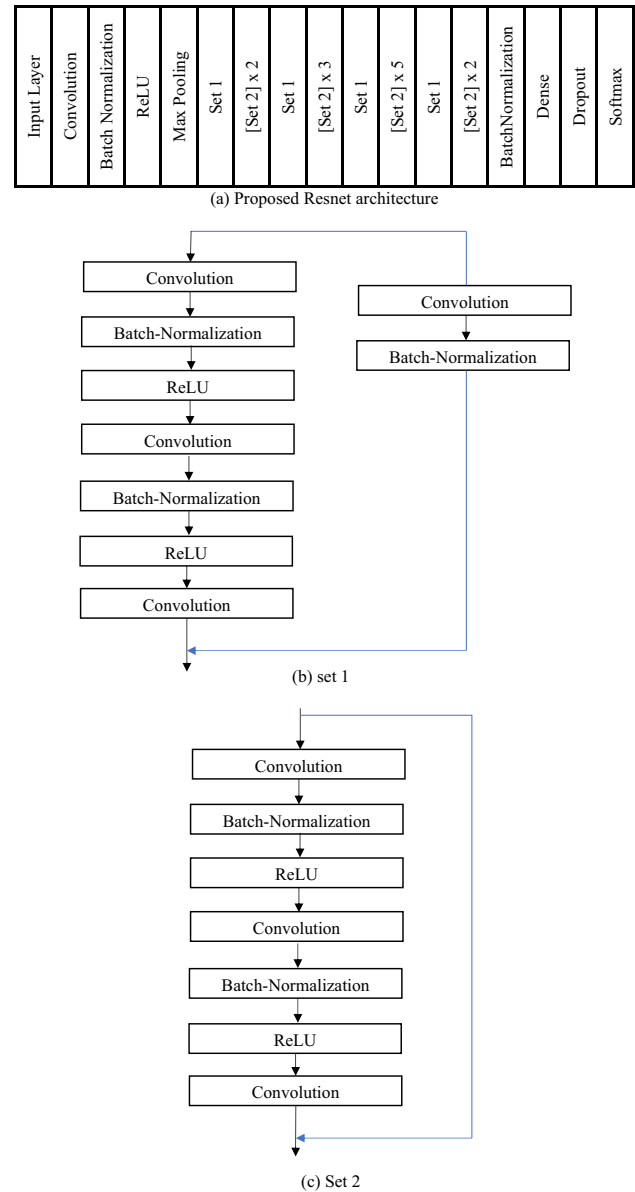 Input Layer
Convolution
Batch Normalization
ReLU
Max Pooling
Set 1
[Set 2] x 2
Set 1
[Set 2] x 3
Set 1
[Set 2] x 5
Set 1
[Set 2] x 2
BatchNormalization
Dense
Dropout
Softmax
(a) Proposed Resnet architecture
Convolution
Batch-Normalization
ReLU
Convolution
Batch-Normalization
ReLU
Convolution
Convolution
Batch-Normalization
(b) set 1
Convolution
Batch-Normalization
ReLU
Convolution
Batch-Normalization
ReLU
Convolution
(c) Set 2